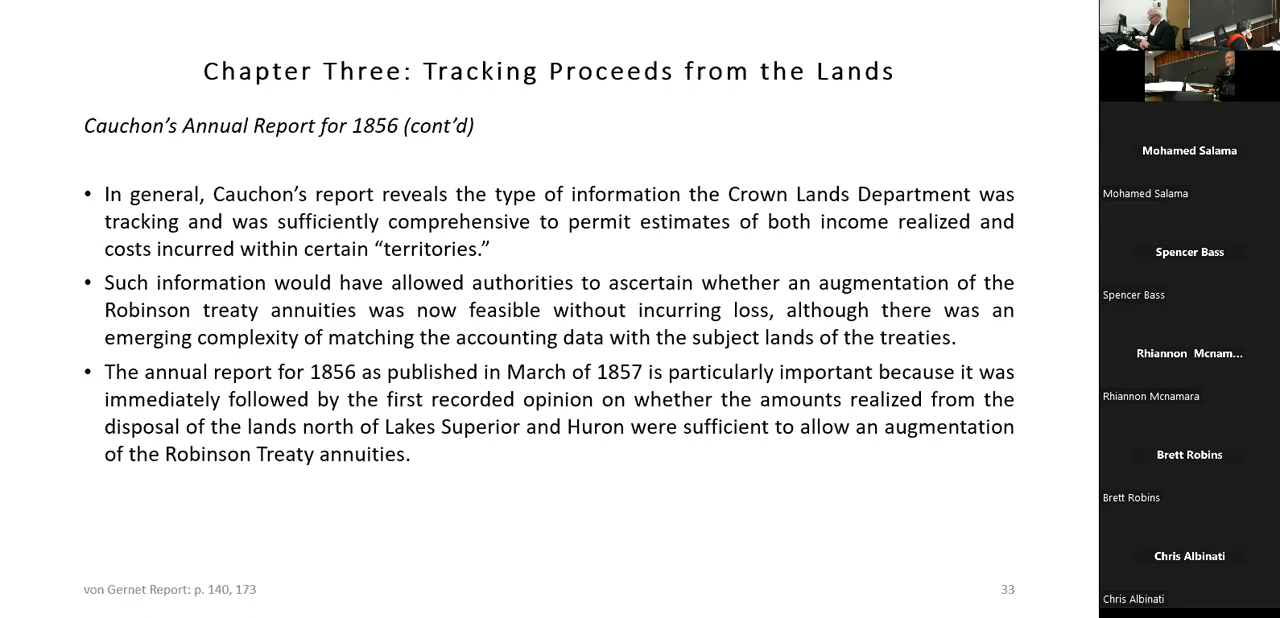 Chapter Three: Tracking Proceeds from the Lands
Cauchon’s Annual Report for 1856 (cont’d)
• In general, Cauchon’s report reveals the type of information the Crown Lands Department was
tracking and was sufficiently comprehensive to permit estimates of both income realized and
costs incurred within certain “territories.”
• Such information would have allowed authorities to ascertain whether an augmentation of the
Robinson treaty annuities was now feasible without incurring loss, although there was an
emerging complexity of matching the accounting data with the subject lands of the treaties.
• The annual report for 1856 as published in March of 1857 is particularly important because it was
immediately followed by the first recorded opinion on whether the amounts realized from the
disposal of the lands north of Lakes Superior and Huron were sufficient to allow an augmentation
of the Robinson Treaty annuities.
von Gernet Report: p. 140, 173
33
Mohamed Salama
Mohamed Salama
Spencer Bass
Spencer Bass
Rhiannon Mcnam...
Rhiannon Mcnamara
Brett Robins
Brett Robins
Chris Albinati
Chris Albinati